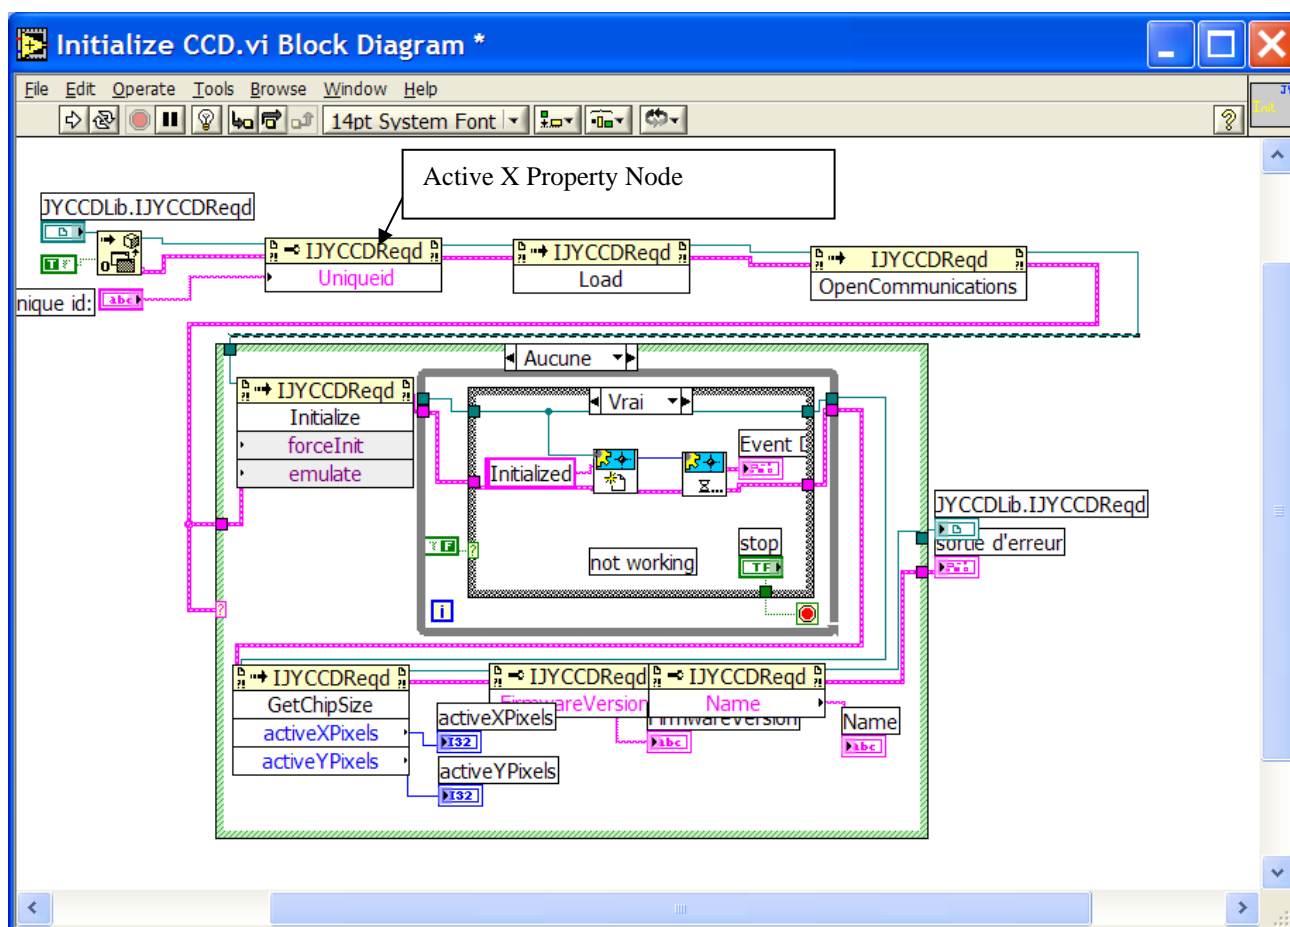 Initialize CCD.vi Block Diagram *
File Edit Operate Tools Browse Window Help
14pt System Font
Active X Property Node
JYCCDLib.IJYCCDReqd
IJYCCDReqd
Uniqueid
IJYCCDReqd
Load
IJYCCDReqd
OpenCommunications
nique id:
abc
Aucune
IJYCCDReqd
Initialize
forceInit
emulate
Vrai
Initialized
Event D
not working
stop
TF
i
JYCCDLib.IJYCCDReqd
sortie d'erreur
IJYCCDReqd
GetChipSize
activeXPixels
activeYPixels
IJYCCDReqd
FirmwareVersion
IJYCCDReqd
Name
activeXPixels
I32
activeYPixels
I32
FirmwareVersion
abc
Name
abc